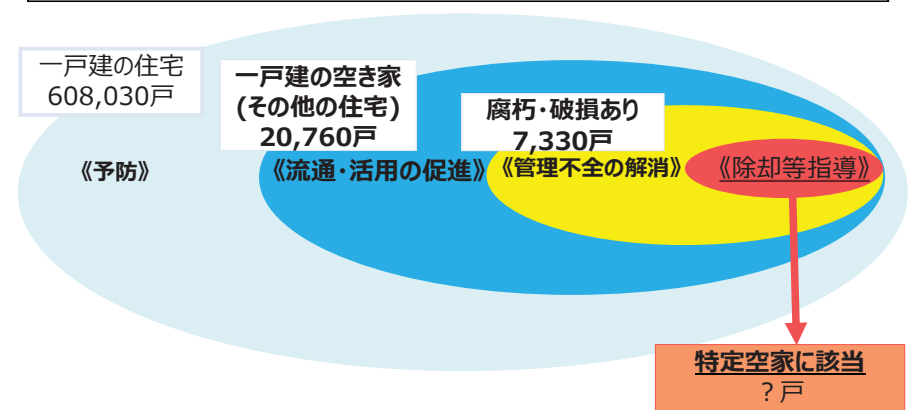 一戸建の住宅
608,030戸
一戸建の空き家
(その他の住宅)
20,760戸
腐朽・破損あり
7,330戸
《予防》
《流通・活用の促進》
《管理不全の解消》
《除却等指導》
特定空家に該当
？戸